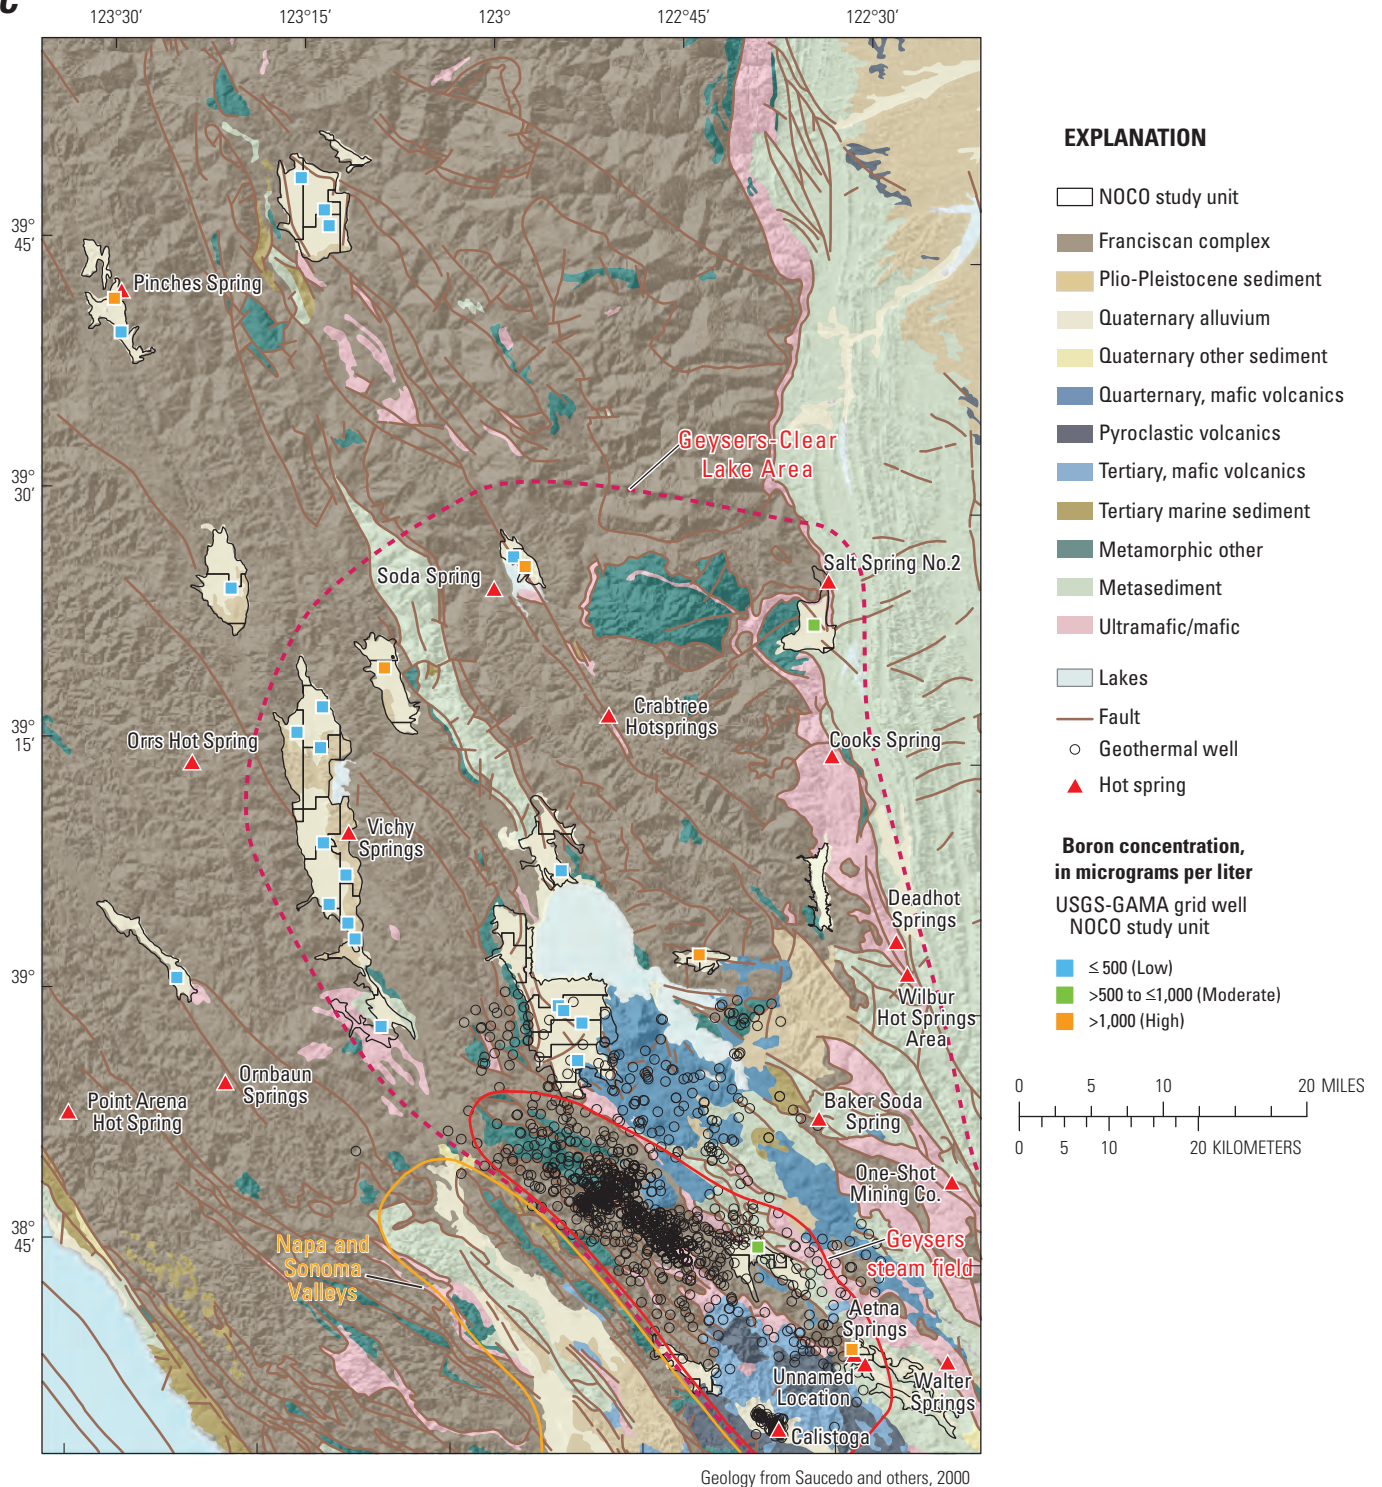 C
123°30′ 123°15′ 123° 122°45′ 122°30′
39°
45′
39°
30′
39°
15′
39°
38°
45′
Pinches Spring
Geysers-Clear
Lake Area
Soda Spring
Salt Spring No.2
Crabtree
Hotsprings
Orrs Hot Spring
Cooks Spring
Vichy
Springs
Deadhot
Springs
Wilbur
Hot Springs
Area
Ornbaun
Springs
Point Arena
Hot Spring
Baker Soda
Spring
One-Shot
Mining Co.
Napa and
Sonoma
Valleys
Geysers
steam field
Aetna
Springs
Unnamed
Location
Walter
Springs
Calistoga
Geology from Saucedo and others, 2000
EXPLANATION
NOCO study unit
Franciscan complex
Plio-Pleistocene sediment
Quaternary alluvium
Quaternary other sediment
Quarternary, mafic volcanics
Pyroclastic volcanics
Tertiary, mafic volcanics
Tertiary marine sediment
Metamorphic other
Metasediment
Ultramafic/mafic
Lakes
Fault
Geothermal well
Hot spring
Boron concentration,
in micrograms per liter
USGS-GAMA grid well
NOCO study unit
≤ 500 (Low)
>500 to ≤1,000 (Moderate)
>1,000 (High)
0 5 10 20 MILES
0 5 10 20 KILOMETERS